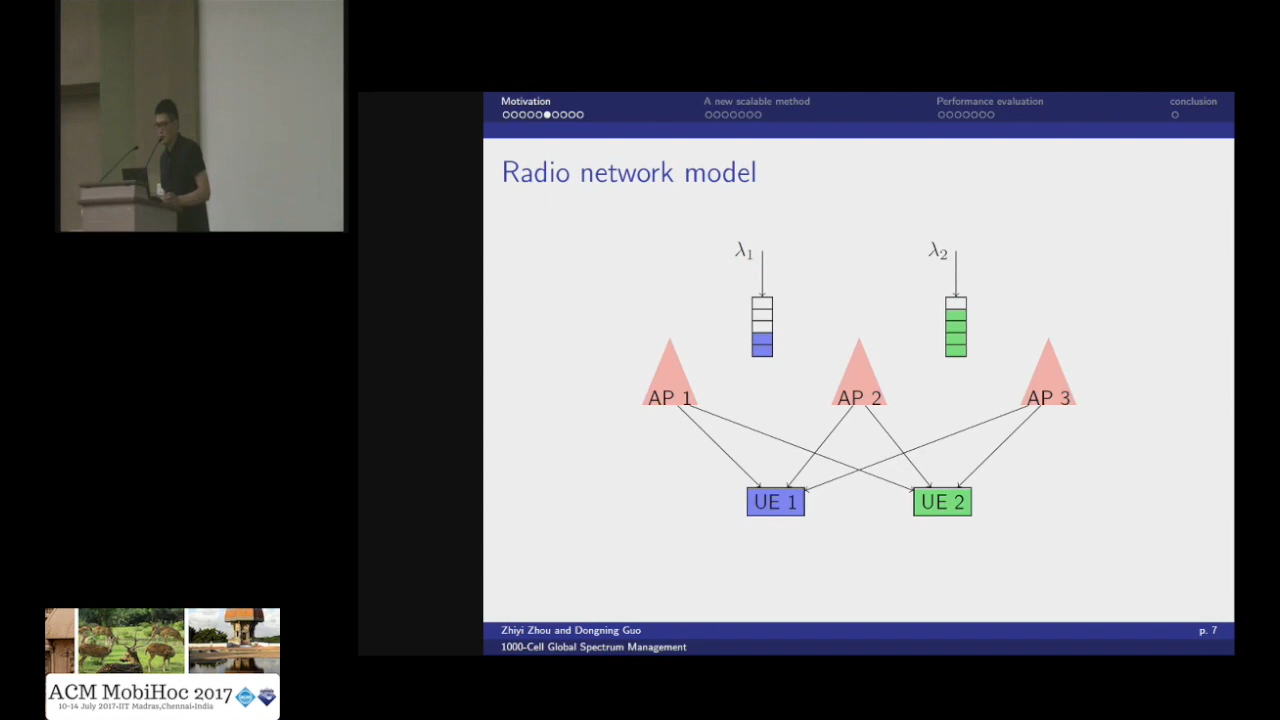 Motivation
A new scalable method
Performance evaluation
conclusion
Radio network model
λ1
λ2
AP 1
AP 2
AP 3
UE 1
UE 2
Zhiyi Zhou and Dongning Guo
p. 7
1000-Cell Global Spectrum Management
ACM MobiHoc 2017
10-14 July 2017•IIT Madras,Chennai•India